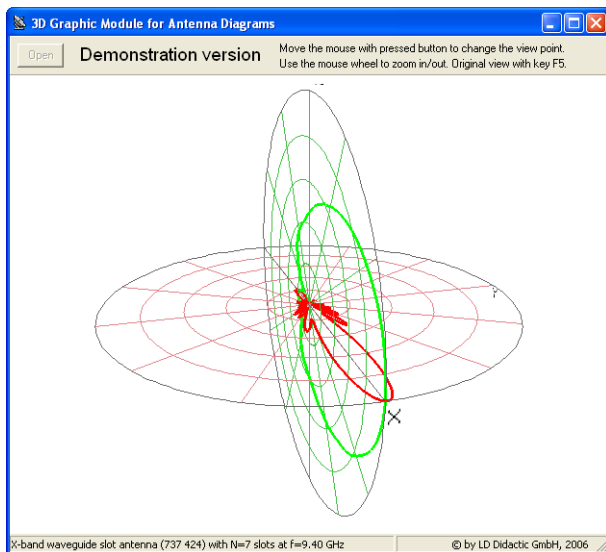 3D Graphic Module for Antenna Diagrams
Open
Demonstration version
Move the mouse with pressed button to change the view point.
Use the mouse wheel to zoom in/out. Original view with key F5.
Y
X
X-band waveguide slot antenna (737 424) with N=7 slots at f=9.40 GHz
© by LD Didactic GmbH, 2006